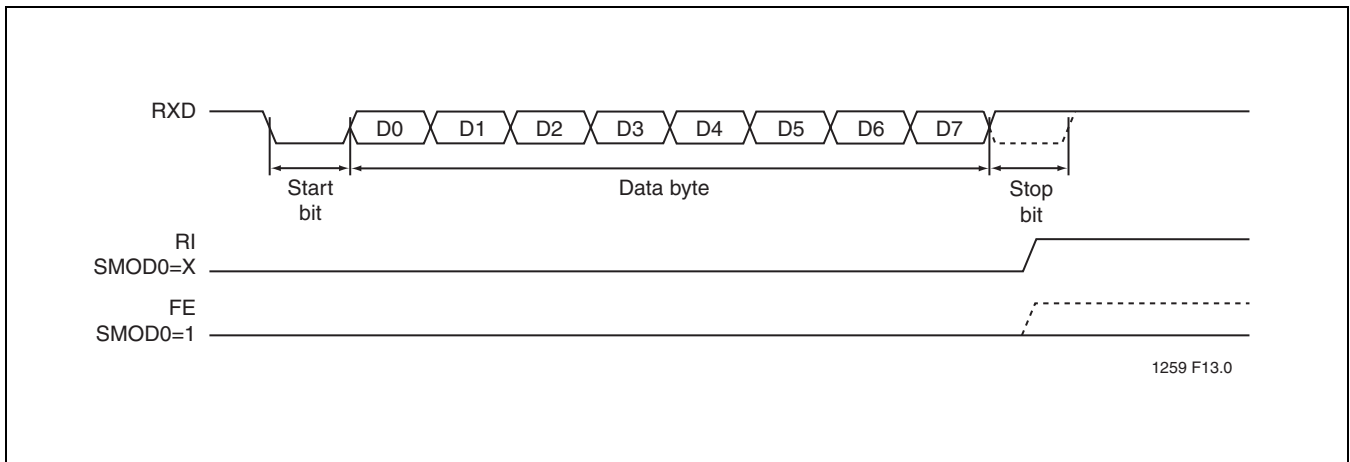 RXD
D0 D1 D2 D3 D4 D5 D6 D7
Start
bit
Data byte
Stop
bit
RI
SMOD0=X
FE
SMOD0=1
1259 F13.0